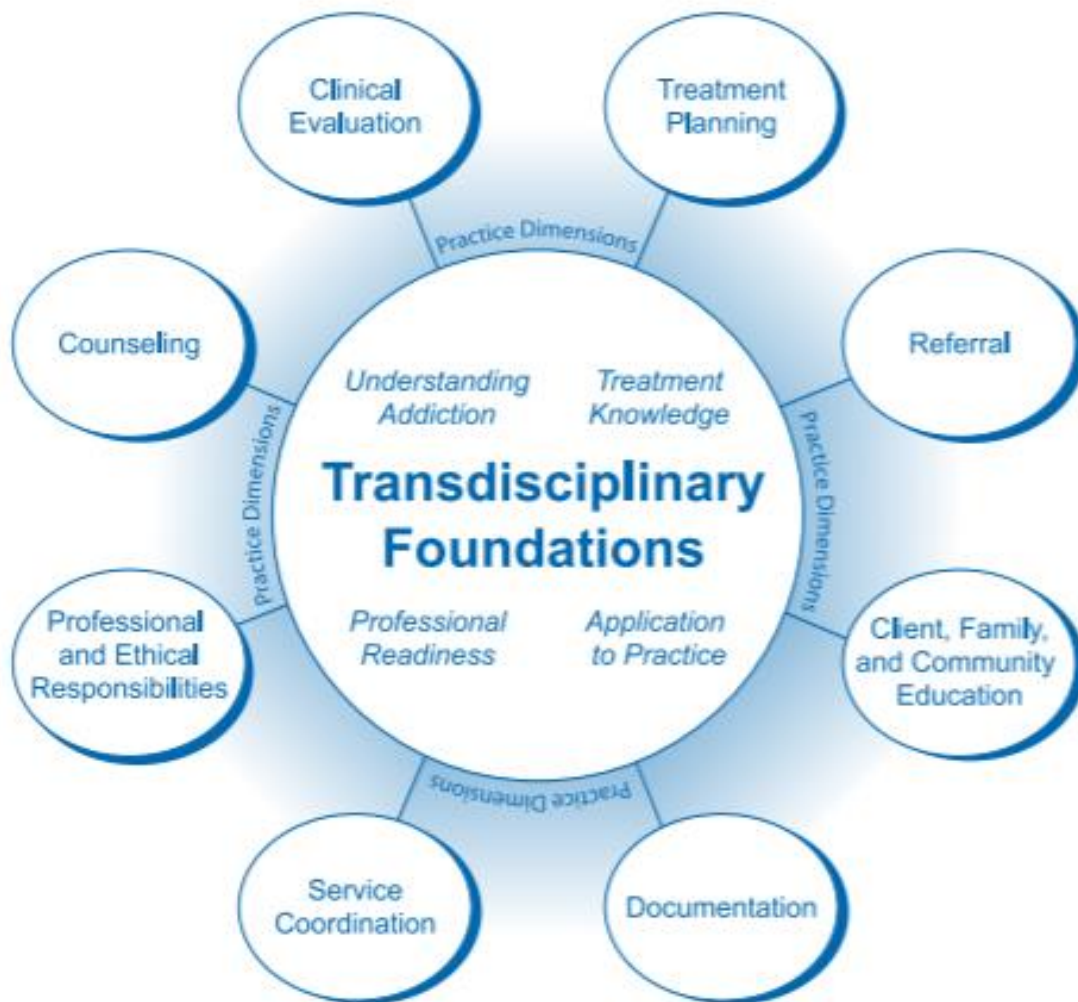 Clinical
Evaluation
Treatment
Planning
Practice Dimensions
Counseling
Referral
Understanding
Addiction
Treatment
Knowledge
Practice Dimensions
Practice Dimensions
Transdisciplinary
Foundations
Professional
Readiness
Application
to Practice
Professional
and Ethical
Responsibilities
Client, Family,
and Community
Education
Practice Dimensions
Service
Coordination
Documentation